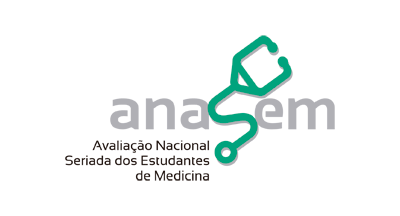 anasem
Avaliação Nacional
Seriada dos Estudantes
de Medicina